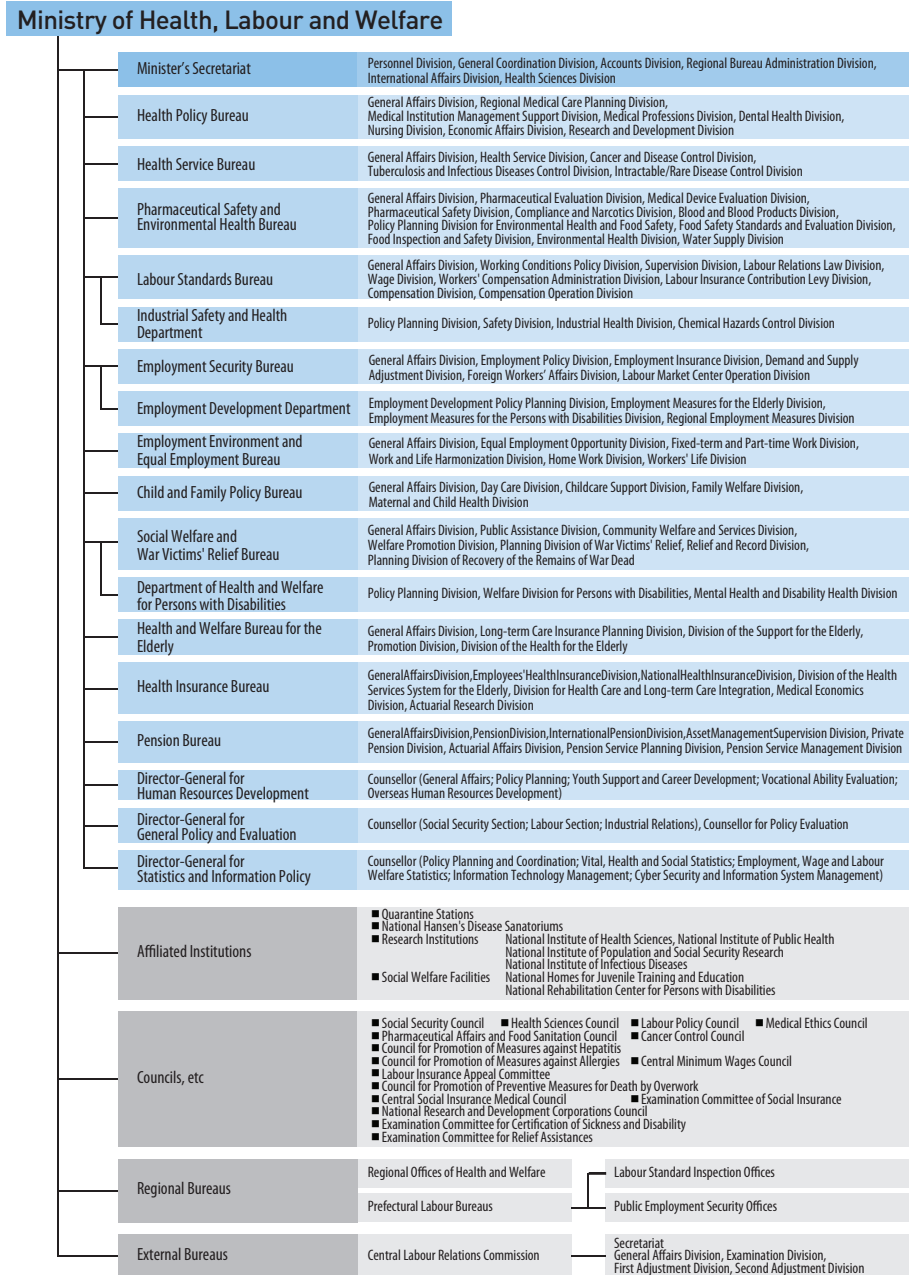 Ministry of Health, Labour and Welfare
Minister's Secretariat
Personnel Division, General Coordination Division, Accounts Division, Regional Bureau Administration Division,
International Affairs Division, Health Sciences Division
Health Policy Bureau
General Affairs Division, Regional Medical Care Planning Division,
Medical Institution Management Support Division, Medical Professions Division, Dental Health Division,
Nursing Division, Economic Affairs Division, Research and Development Division
Health Service Bureau
General Affairs Division, Health Service Division, Cancer and Disease Control Division,
Tuberculosis and Infectious Diseases Control Division, Intractable/Rare Disease Control Division
Pharmaceutical Safety and
Environmental Health Bureau
General Affairs Division, Pharmaceutical Evaluation Division, Medical Device Evaluation Division,
Pharmaceutical Safety Division, Compliance and Narcotics Division, Blood and Blood Products Division,
Policy Planning Division for Environmental Health and Food Safety, Food Safety Standards and Evaluation Division,
Food Inspection and Safety Division, Environmental Health Division, Water Supply Division
Labour Standards Bureau
General Affairs Division, Working Conditions Policy Division, Supervision Division, Labour Relations Law Division,
Wage Division, Workers' Compensation Administration Division, Labour Insurance Contribution Levy Division,
Compensation Division, Compensation Operation Division
Industrial Safety and Health
Department
Policy Planning Division, Safety Division, Industrial Health Division, Chemical Hazards Control Division
Employment Security Bureau
General Affairs Division, Employment Policy Division, Employment Insurance Division, Demand and Supply
Adjustment Division, Foreign Workers' Affairs Division, Labour Market Center Operation Division
Employment Development Department
Employment Development Policy Planning Division, Employment Measures for the Elderly Division,
Employment Measures for the Persons with Disabilities Division, Regional Employment Measures Division
Employment Environment and
Equal Employment Bureau
General Affairs Division, Equal Employment Opportunity Division, Fixed-term and Part-time Work Division,
Work and Life Harmonization Division, Home Work Division, Workers' Life Division
Child and Family Policy Bureau
General Affairs Division, Day Care Division, Childcare Support Division, Family Welfare Division,
Maternal and Child Health Division
Social Welfare and
War Victims' Relief Bureau
General Affairs Division, Public Assistance Division, Community Welfare and Services Division,
Welfare Promotion Division, Planning Division of War Victims' Relief, Relief and Record Division,
Planning Division of Recovery of the Remains of War Dead
Department of Health and Welfare
for Persons with Disabilities
Policy Planning Division, Welfare Division for Persons with Disabilities, Mental Health and Disability Health Division
Health and Welfare Bureau for the
Elderly
General Affairs Division, Long-term Care Insurance Planning Division, Division of the Support for the Elderly,
Promotion Division, Division of the Health for the Elderly
Health Insurance Bureau
GeneralAffairsDivision,Employees'HealthInsuranceDivision,NationalHealthInsuranceDivision, Division of the Health
Services System for the Elderly, Division for Health Care and Long-term Care Integration, Medical Economics
Division, Actuarial Research Division
Pension Bureau
GeneralAffairsDivision,PensionDivision,InternationalPensionDivision,AssetManagementSupervision Division, Private
Pension Division, Actuarial Affairs Division, Pension Service Planning Division, Pension Service Management Division
Director-General for
Human Resources Development
Counsellor (General Affairs; Policy Planning; Youth Support and Career Development; Vocational Ability Evaluation;
Overseas Human Resources Development)
Director-General for
General Policy and Evaluation
Counsellor (Social Security Section; Labour Section; Industrial Relations), Counsellor for Policy Evaluation
Director-General for
Statistics and Information Policy
Counsellor (Policy Planning and Coordination; Vital, Health and Social Statistics; Employment, Wage and Labour
Welfare Statistics; Information Technology Management; Cyber Security and Information System Management)
Affiliated Institutions
■ Quarantine Stations
■ National Hansen's Disease Sanatoriums
■ Research Institutions National Institute of Health Sciences, National Institute of Public Health
National Institute of Population and Social Security Research
National Institute of Infectious Diseases
■ Social Welfare Facilities National Homes for Juvenile Training and Education
National Rehabilitation Center for Persons with Disabilities
Councils, etc
■ Social Security Council ■ Health Sciences Council ■ Labour Policy Council ■ Medical Ethics Council
■ Pharmaceutical Affairs and Food Sanitation Council ■ Cancer Control Council
■ Council for Promotion of Measures against Hepatitis
■ Council for Promotion of Measures against Allergies ■ Central Minimum Wages Council
■ Labour Insurance Appeal Committee
■ Council for Promotion of Preventive Measures for Death by Overwork
■ Central Social Insurance Medical Council ■ Examination Committee of Social Insurance
■ National Research and Development Corporations Council
■ Examination Committee for Certification of Sickness and Disability
■ Examination Committee for Relief Assistances
Regional Bureaus
Regional Offices of Health and Welfare
Labour Standard Inspection Offices
Prefectural Labour Bureaus
Public Employment Security Offices
External Bureaus
Central Labour Relations Commission
Secretariat
General Affairs Division, Examination Division,
First Adjustment Division, Second Adjustment Division